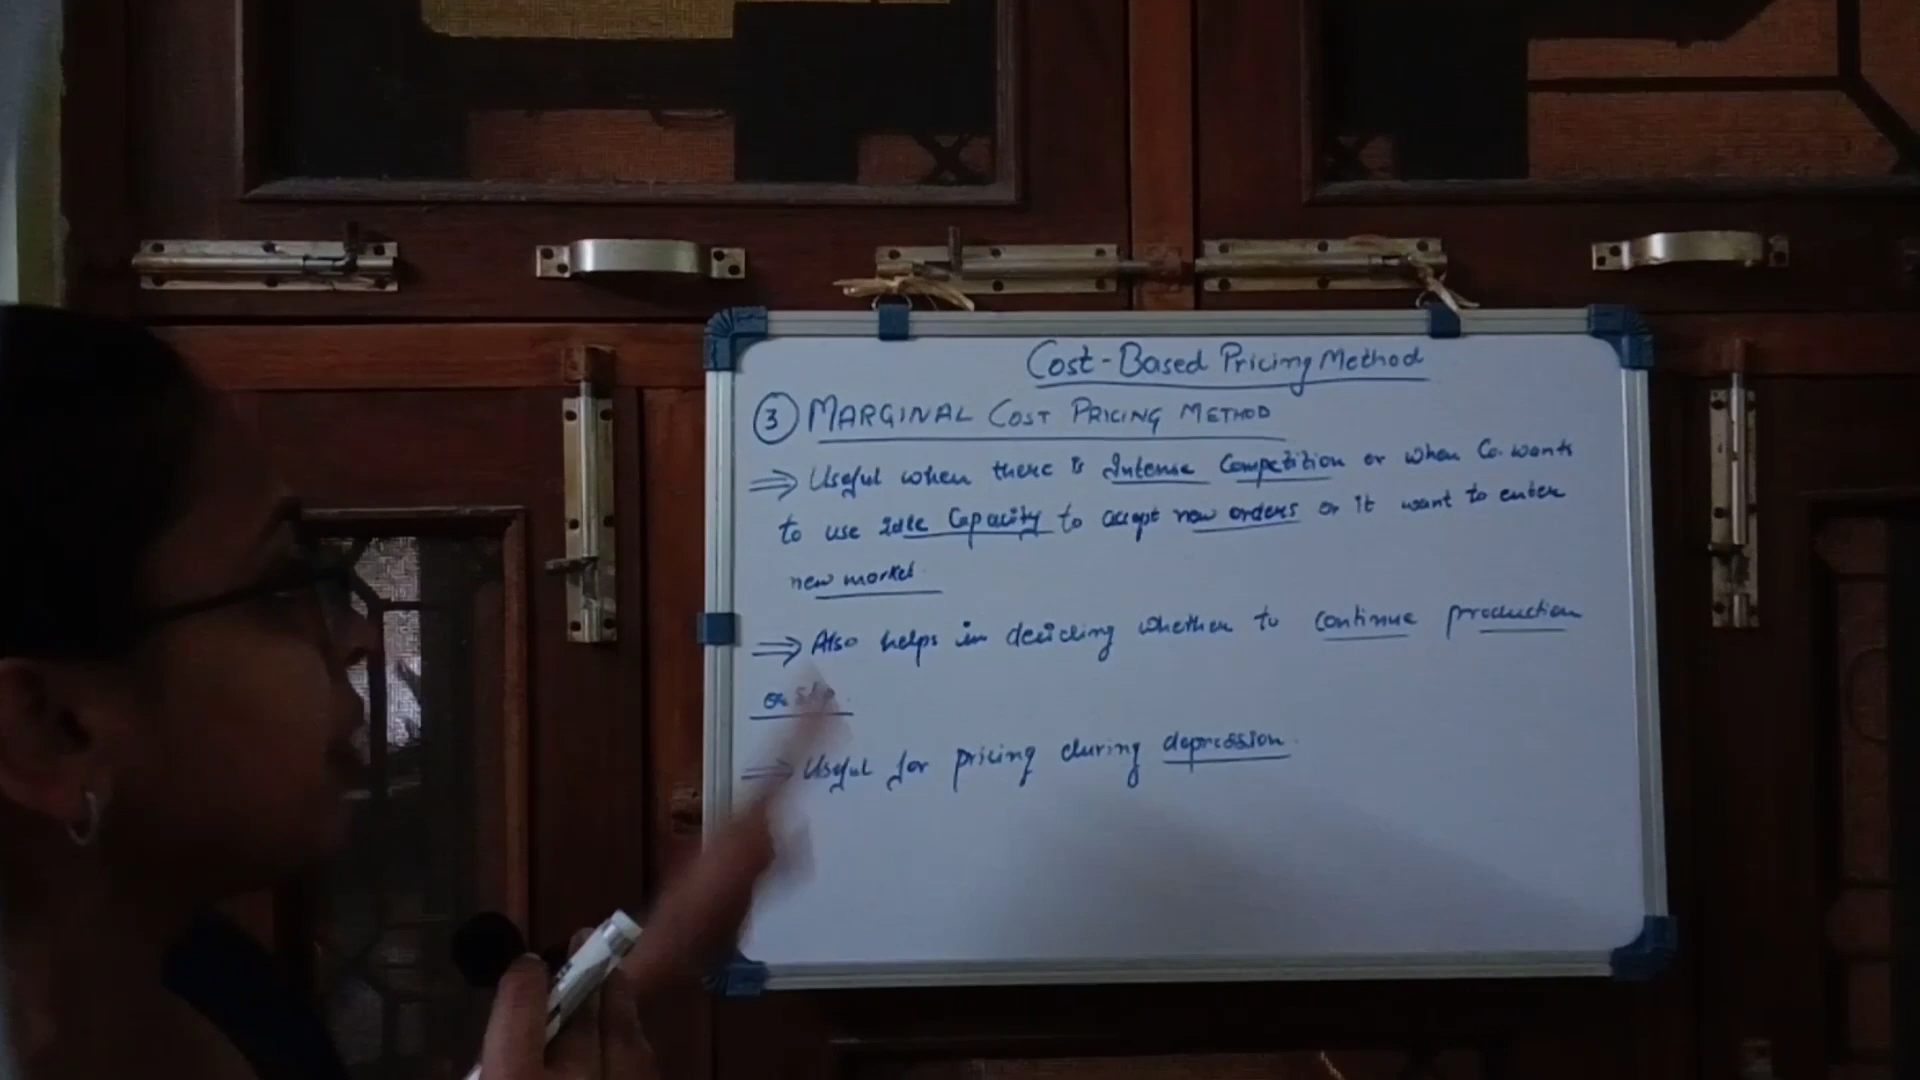 Cost-Based Pricing Method
③ MARGINAL COST PRICING METHOD
⇒ Useful when there is Intense Competition or when Co. wants
to use idle Capacity to accept new orders or it want to enter
new market.
⇒ Also helps in deciding whether to continue production
or stop.
⇒ Useful for pricing during depression.